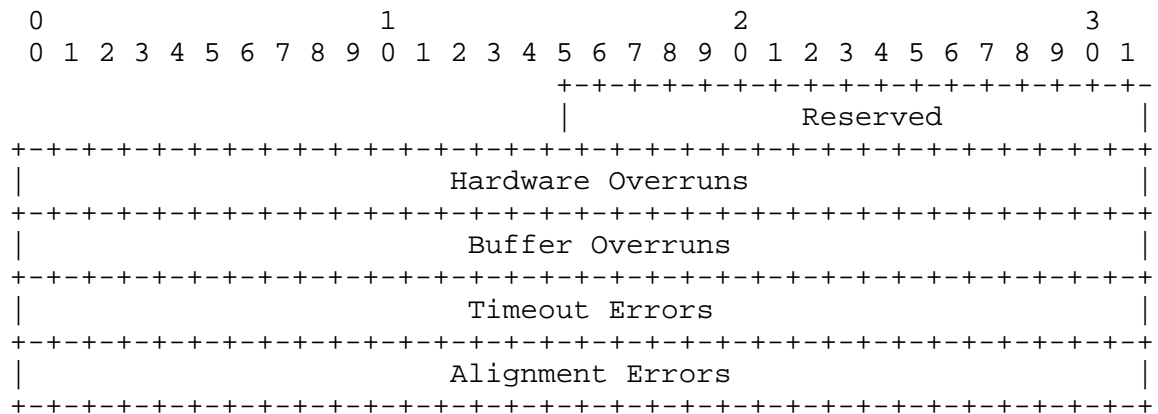 0                   1                   2                   3
 0 1 2 3 4 5 6 7 8 9 0 1 2 3 4 5 6 7 8 9 0 1 2 3 4 5 6 7 8 9 0 1
                               +-+-+-+-+-+-+-+-+-+-+-+-+-+-+-+-+-
                               |             Reserved           |
+-+-+-+-+-+-+-+-+-+-+-+-+-+-+-+-+-+-+-+-+-+-+-+-+-+-+-+-+-+-+-+-+
|                        Hardware Overruns                      |
+-+-+-+-+-+-+-+-+-+-+-+-+-+-+-+-+-+-+-+-+-+-+-+-+-+-+-+-+-+-+-+-+
|                         Buffer Overruns                       |
+-+-+-+-+-+-+-+-+-+-+-+-+-+-+-+-+-+-+-+-+-+-+-+-+-+-+-+-+-+-+-+-+
|                         Timeout Errors                        |
+-+-+-+-+-+-+-+-+-+-+-+-+-+-+-+-+-+-+-+-+-+-+-+-+-+-+-+-+-+-+-+-+
|                        Alignment Errors                       |
+-+-+-+-+-+-+-+-+-+-+-+-+-+-+-+-+-+-+-+-+-+-+-+-+-+-+-+-+-+-+-+-+